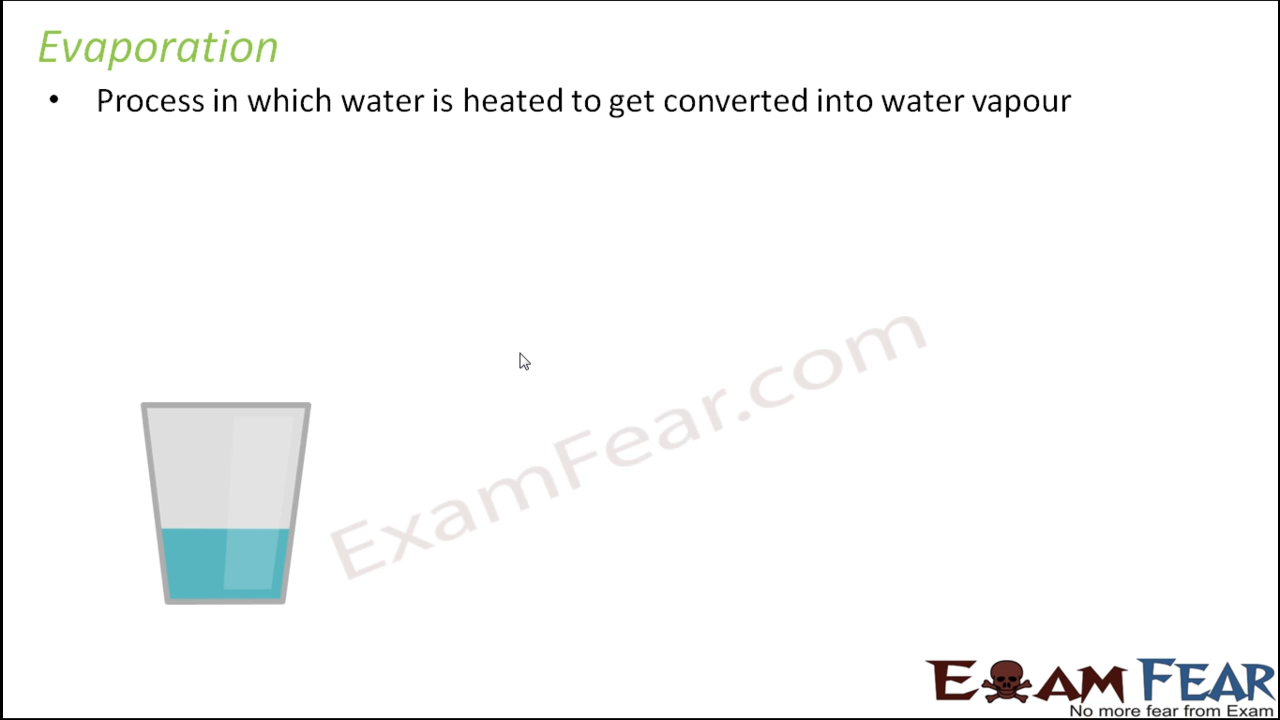 Evaporation
• Process in which water is heated to get converted into water vapour
ExamFear.com
EXAM FEAR
No more fear from Exam